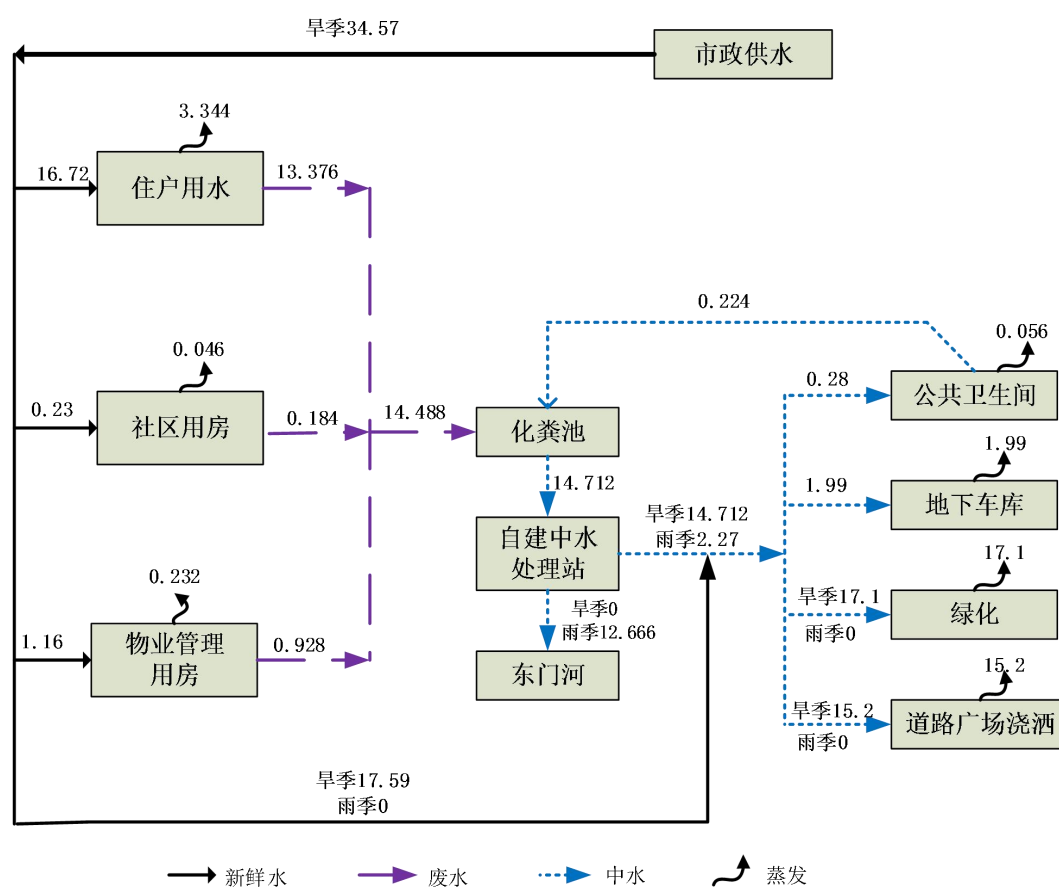 旱季34.57
市政供水
3.344
16.72
住户用水
13.376
0.224
0.046
0.056
0.23
社区用房
0.184
14.488
化粪池
0.28
公共卫生间
1.99
14.712
1.99
地下车库
自建中水
处理站
旱季14.712
雨季2.27
17.1
0.232
旱季0
雨季12.666
旱季17.1
雨季0
绿化
1.16
物业管理
用房
0.928
东门河
15.2
旱季15.2
雨季0
道路广场浇洒
旱季17.59
雨季0
新鲜水
废水
中水
蒸发